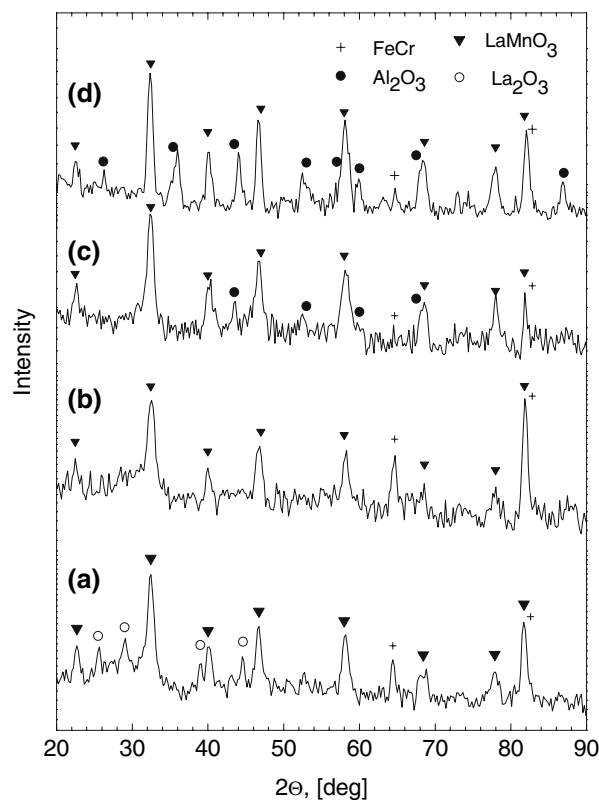 + FeCr
▼ LaMnO₃
● Al₂O₃
○ La₂O₃
(d)
(c)
(b)
(a)
Intensity
20 30 40 50 60 70 80 90
2Θ, [deg]